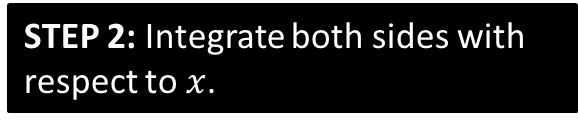 STEP 2: Integrate both sides with
respect to 𝑥.